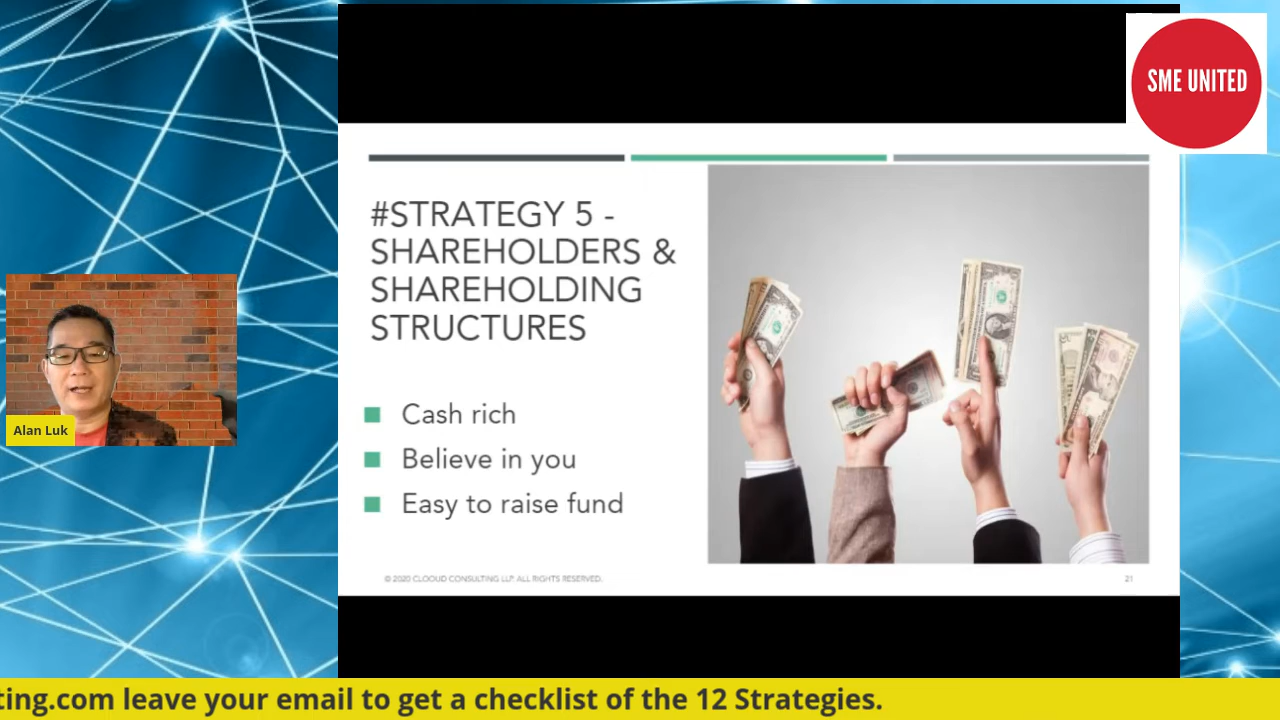 SME UNITED
#STRATEGY 5 -
SHAREHOLDERS &
SHAREHOLDING
STRUCTURES
Cash rich
Believe in you
Easy to raise fund
Alan Luk
© 2020 CLOOUD CONSULTING LLP. ALL RIGHTS RESERVED.
21
ting.com leave your email to get a checklist of the 12 Strategies.